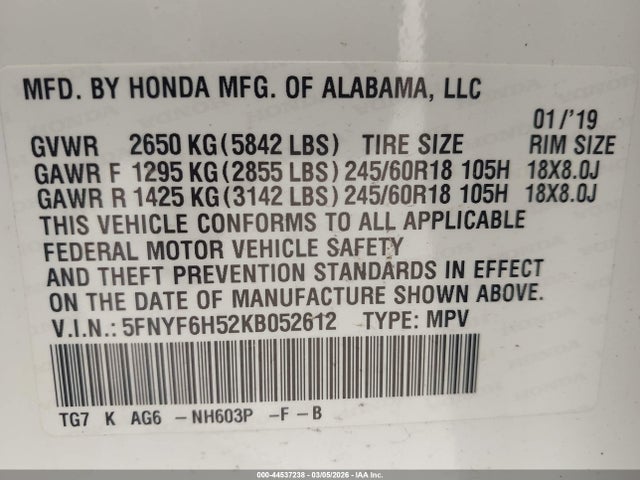 MFD. BY HONDA MFG. OF ALABAMA, LLC
01/'19
GVWR 2650 KG(5842 LBS) TIRE SIZE RIM SIZE
GAWR F 1295 KG(2855 LBS) 245/60R18 105H 18X8.0J
GAWR R 1425 KG(3142 LBS) 245/60R18 105H 18X8.0J
THIS VEHICLE CONFORMS TO ALL APPLICABLE
FEDERAL MOTOR VEHICLE SAFETY
AND THEFT PREVENTION STANDARDS IN EFFECT
ON THE DATE OF MANUFACTURE SHOWN ABOVE.
V.I.N.: 5FNYF6H52KB052612 TYPE: MPV
TG7 K AG6 -NH603P -F-B
000-44537238 - 03/05/2026 - IAA, Inc.